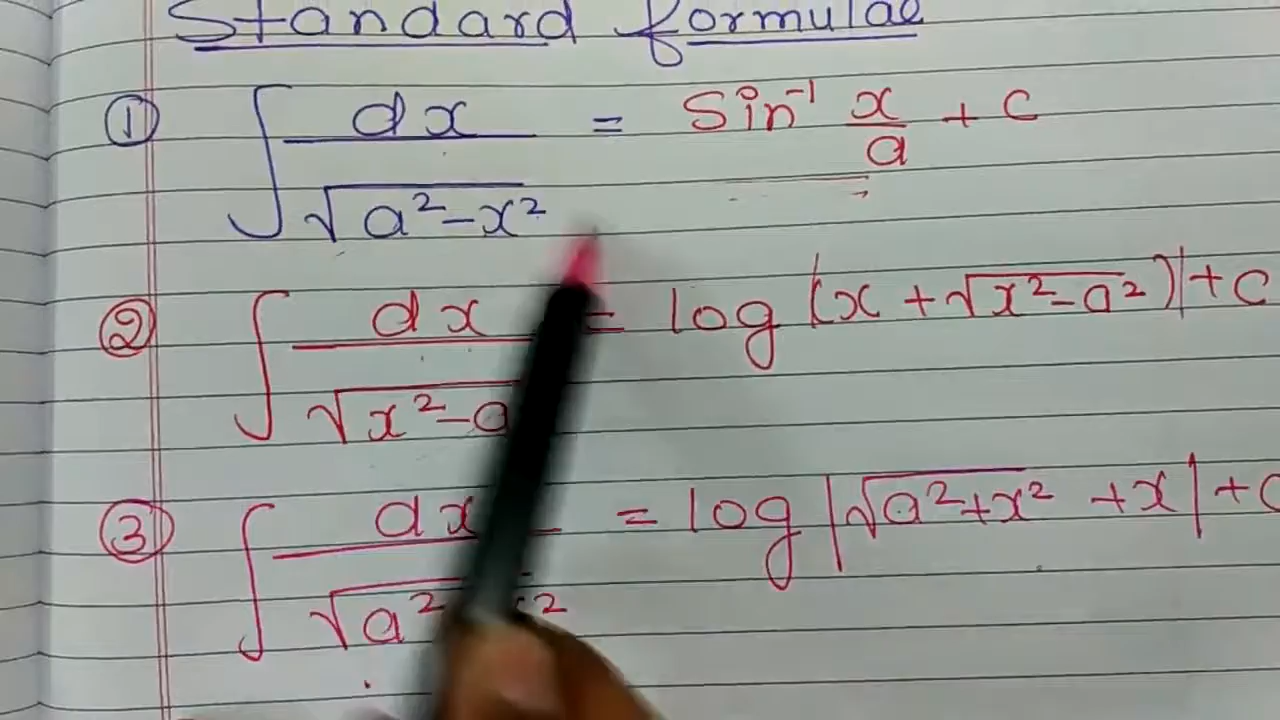 Standard formulae
① ∫ dx / √(a²-x²) = Sin⁻¹ x/a + C
② ∫ dx / √(x²-a = log |(x + √(x²-a²))| + C
③ ∫ dx / √(a² x²) = log |√(a²+x²) + x| + C